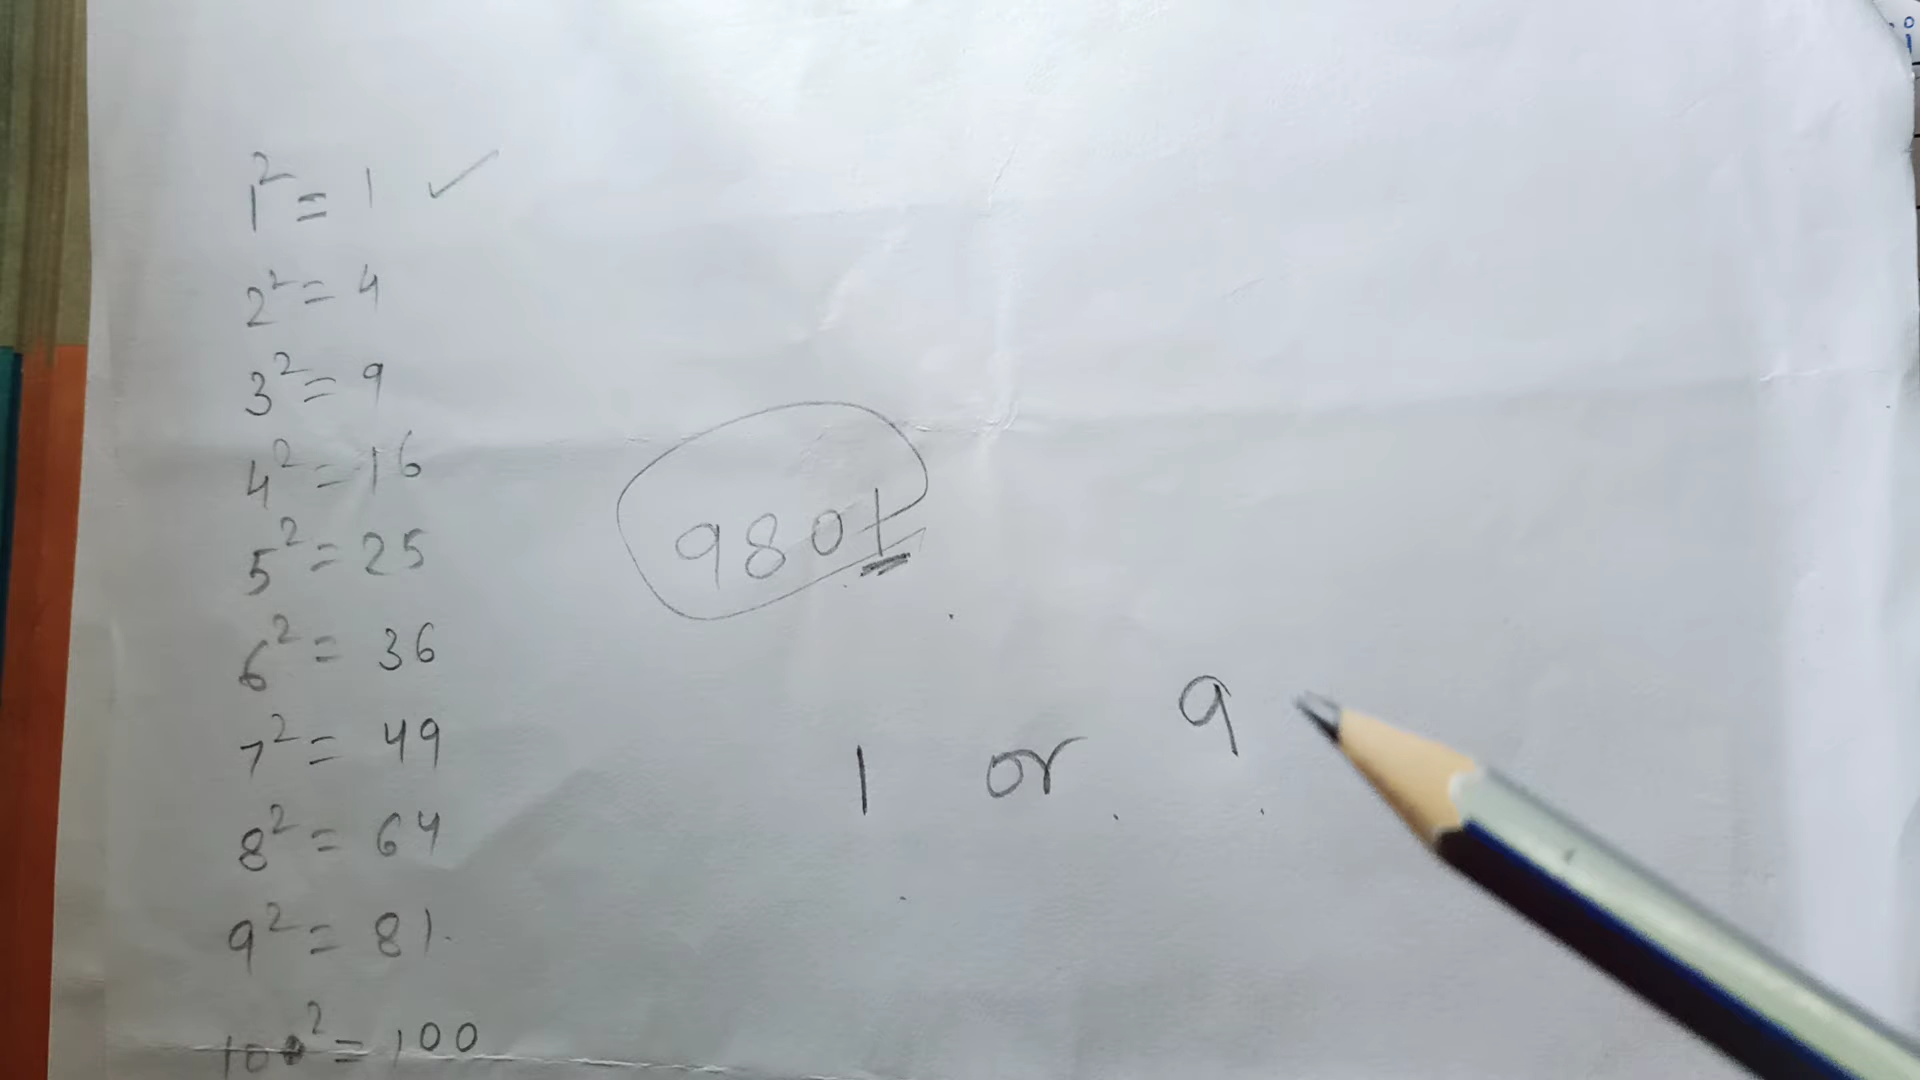 1² = 1 ✓
2² = 4
3² = 9
4² = 16
5² = 25
6² = 36
7² = 49
8² = 64
9² = 81.
10² = 100
9801
1 or 9